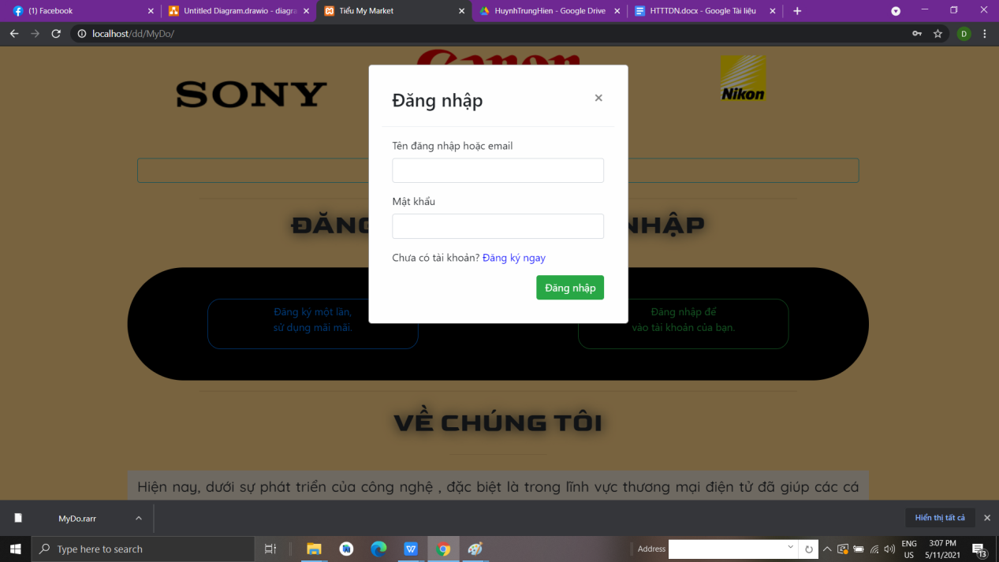 (1) Facebook
Untitled Diagram.drawio - diagra
Tiểu My Market
HuynhTrungHien - Google Drive
HTTTDN.docx - Google Tài liệu
localhost/dd/MyDo/
D
SONY
Canon
Nikon
Đăng nhập
Tên đăng nhập hoặc email
Mật khẩu
Chưa có tài khoản? Đăng ký ngay
Đăng nhập
ĐĂNG
NHẬP
Đăng ký một lần,
sử dụng mãi mãi.
Đăng nhập để
vào tài khoản của bạn.
VỀ CHÚNG TÔI
Hiện nay, dưới sự phát triển của công nghệ , đặc biệt là trong lĩnh vực thương mại điện tử đã giúp các cá
MyDo.rarr
Hiển thị tất cả
Type here to search
Address
ENG
US
3:07 PM
5/11/2021
13